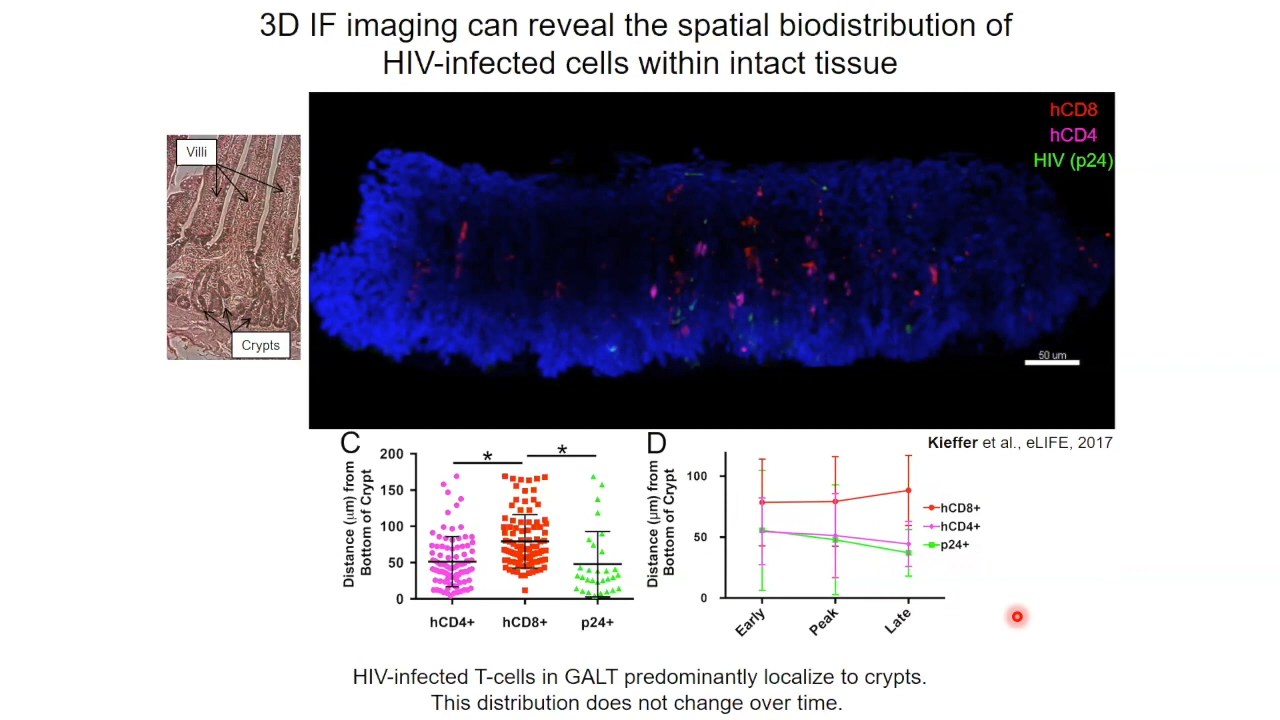 3D IF imaging can reveal the spatial biodistribution of
HIV-infected cells within intact tissue
Villi
Crypts
hCD8
hCD4
HIV (p24)
50 um
Kieffer et al., eLIFE, 2017
C
Distance (μm) from
Bottom of Crypt
200
150
100
50
0
*
*
hCD4+
hCD8+
p24+
D
Distance (μm) from
Bottom of Crypt
100
50
0
Early
Peak
Late
hCD8+
hCD4+
p24+
HIV-infected T-cells in GALT predominantly localize to crypts.
This distribution does not change over time.